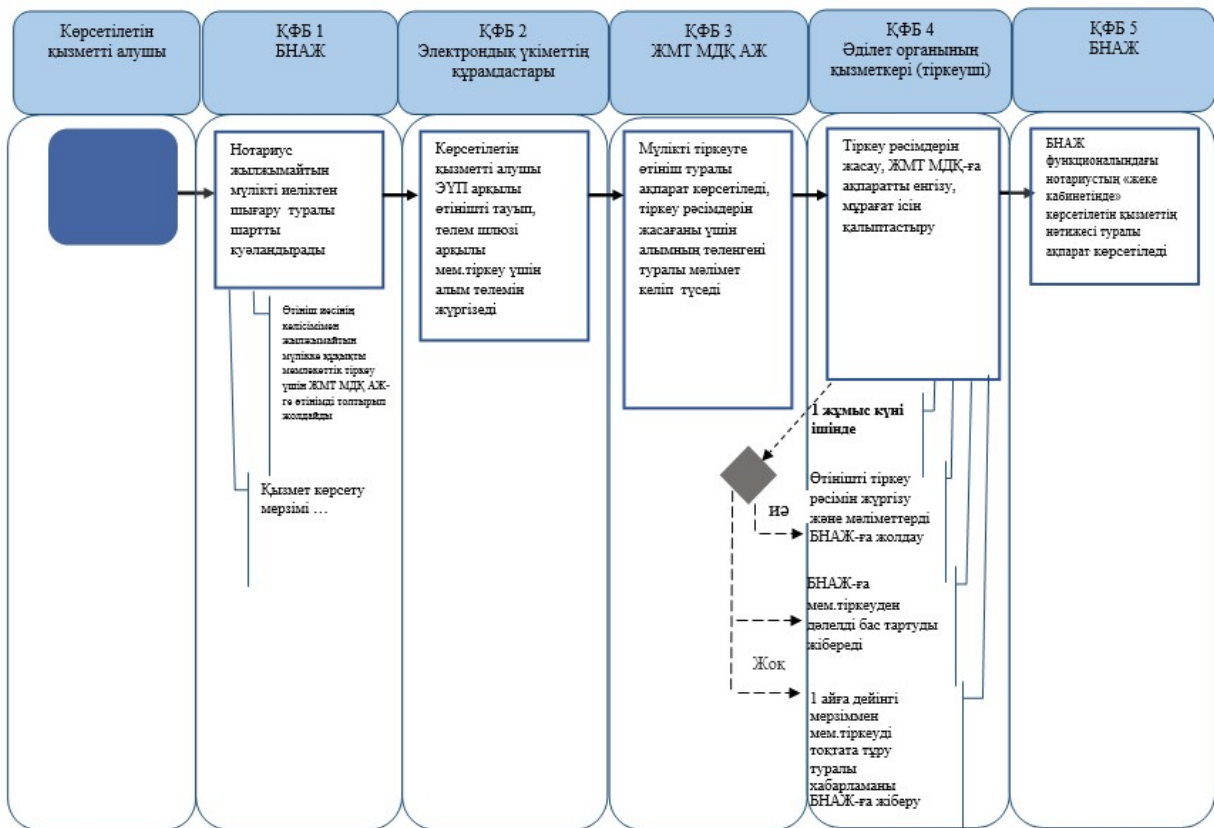 Көрсетілетін
қызметті алушы
ҚФБ 1
БНАЖ
ҚФБ 2
Электрондық үкіметтің
құрамдастары
ҚФБ 3
ЖМТ МДҚ АЖ
ҚФБ 4
Әділет органының
қызметкері (тіркеуші)
ҚФБ 5
БНАЖ
Нотариус
жылжымайтын
мүлікті иеліктен
шығару туралы
шартты
куәландырады
Өтініш иесінің
келісімімен
жылжымайтын
мүлікке құқықты
мемлекеттік тіркеу
үшін ЖМТ МДҚ АЖ-
ге өтінімді толтырып
жолдайды
Қызмет көрсету
мерзімі …
Көрсетілетін
қызметті алушы
ЭҮП арқылы
өтінішті тауып,
төлем шлюзі
арқылы
мем.тіркеу үшін
алым төлемін
жүргізеді
Мүлікті тіркеуге
өтініш туралы
ақпарат көрсетіледі,
тіркеу рәсімдерін
жасағаны үшін
алымның төленгені
туралы мәлімет
келіп түседі
Тіркеу рәсімдерін
жасау, ЖМТ МДҚ-ға
ақпаратты енгізу,
мұрағат ісін
қалыптастыру
1 жұмыс күні
ішінде
иә
Өтінішті тіркеу
рәсімін жүргізу
және мәліметтерді
БНАЖ-ға жолдау
БНАЖ-ға
мем.тіркеуден
дәлелді бас тартуды
жібереді
Жоқ
1 айға дейінгі
мерзіммен
мем.тіркеуді
тоқтата тұру
туралы
хабарламаны
БНАЖ-ға жіберу
БНАЖ
функционалындағы
нотариустың «жеке
кабинетінде»
көрсетілетін қызметтің
нәтижесі туралы
ақпарат көрсетіледі